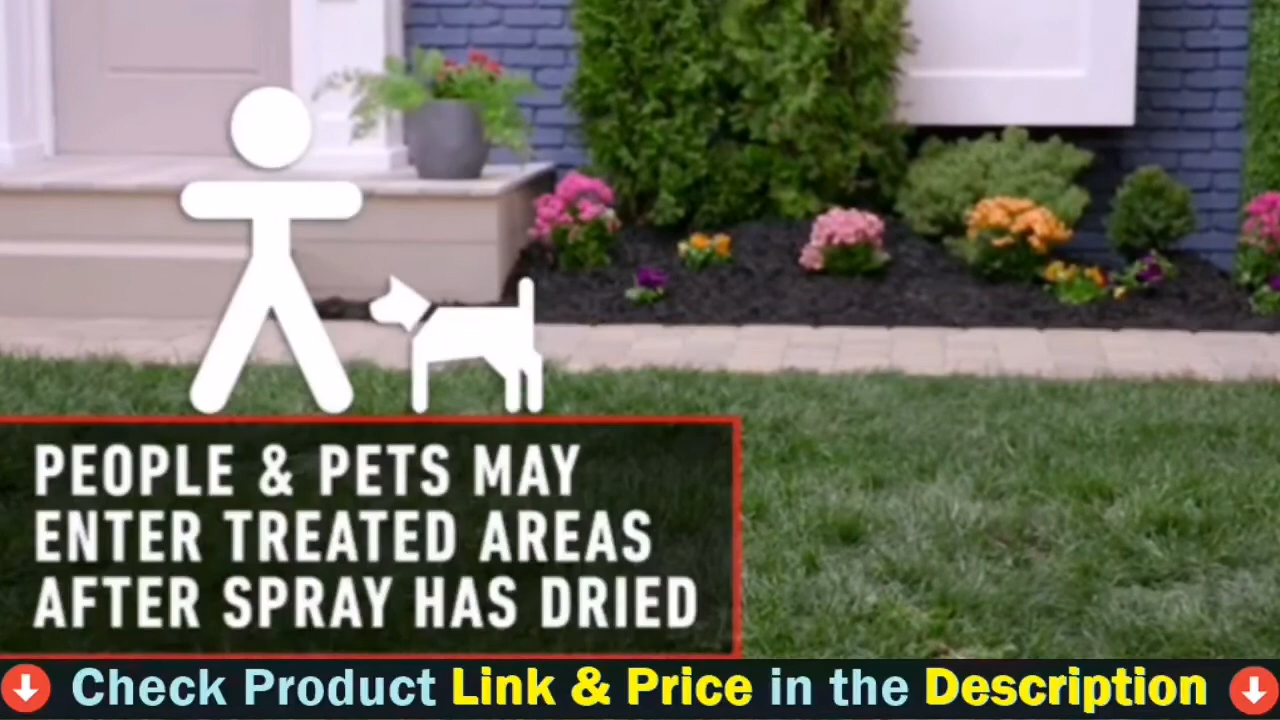 PEOPLE & PETS MAY
ENTER TREATED AREAS
AFTER SPRAY HAS DRIED
Check Product Link & Price in the Description